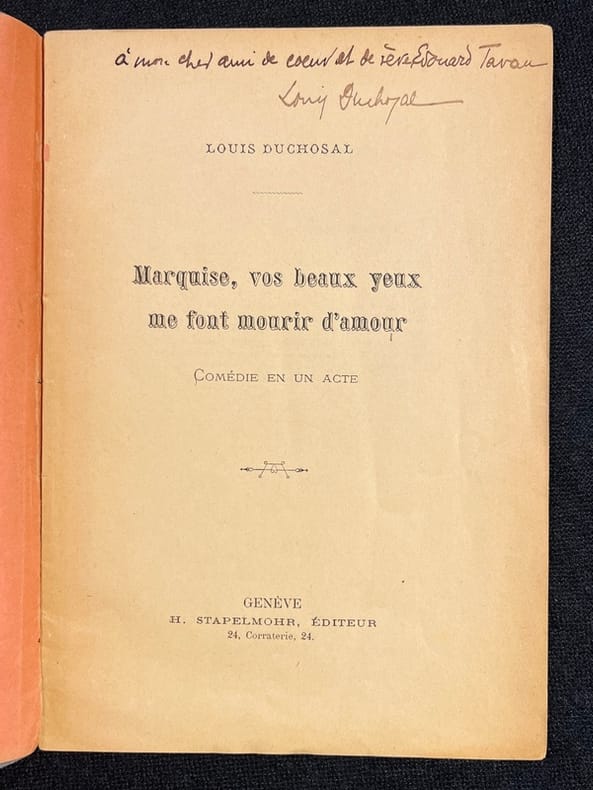 à mon cher ami de coeur et de rêve Edouard Tavan
Louis Duchosal
LOUIS DUCHOSAL
Marquise, vos beaux yeux
me font mourir d'amour
COMÉDIE EN UN ACTE
GENÈVE
H. STAPELMOHR, ÉDITEUR
24, Corraterie, 24.